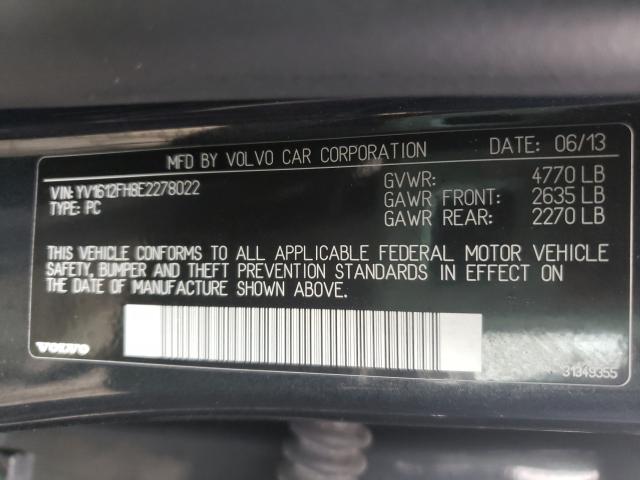 MFD BY VOLVO CAR CORPORATION DATE: 06/13
VIN: YV1612FH8E2278022
TYPE: PC
GVWR: 4770 LB
GAWR FRONT: 2635 LB
GAWR REAR: 2270 LB
THIS VEHICLE CONFORMS TO ALL APPLICABLE FEDERAL MOTOR VEHICLE
SAFETY, BUMPER AND THEFT PREVENTION STANDARDS IN EFFECT ON
THE DATE OF MANUFACTURE SHOWN ABOVE.
VOLVO
31349355